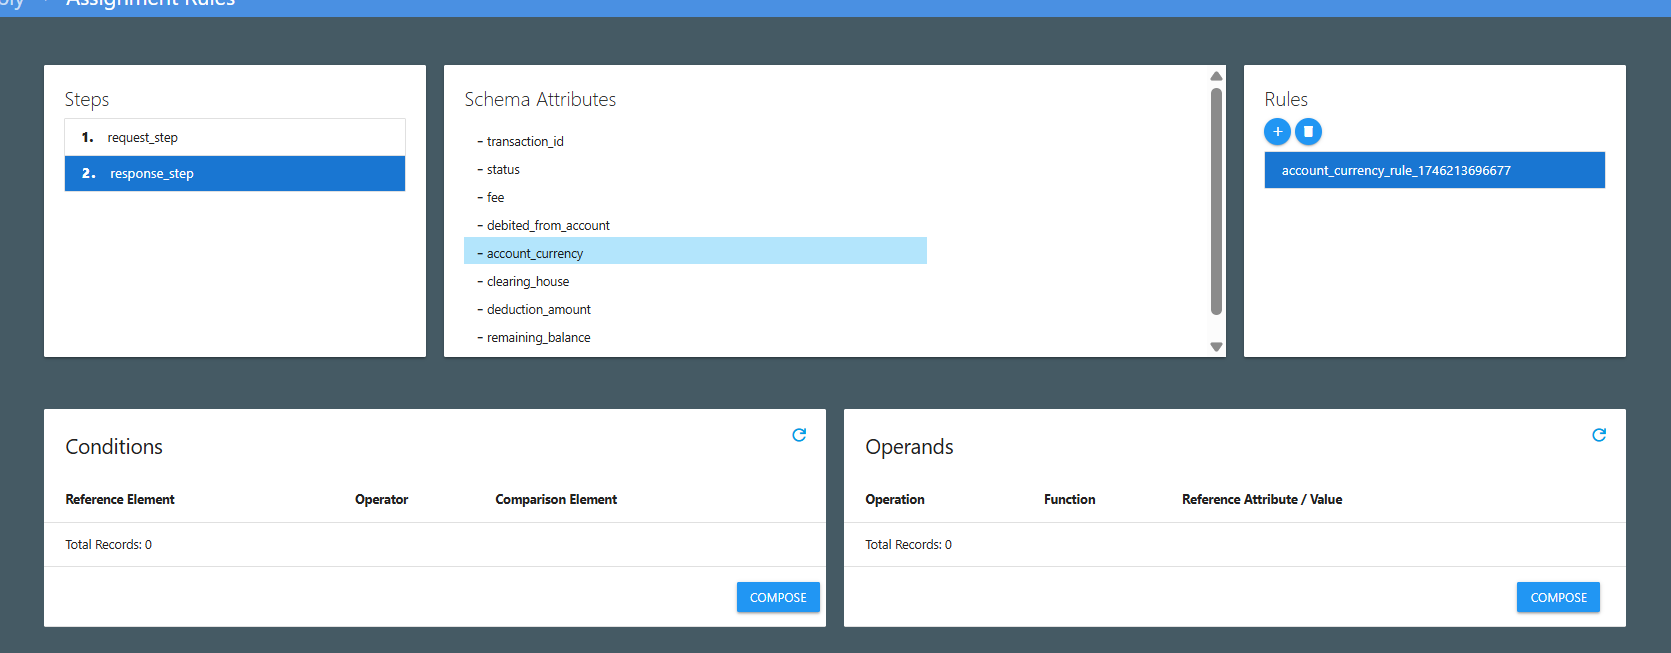 Assignment Rules
Steps
1. request_step
2. response_step
Schema Attributes
- transaction_id
- status
- fee
- debited_from_account
- account_currency
- clearing_house
- deduction_amount
- remaining_balance
Rules
account_currency_rule_1746213696677
Conditions
Reference Element Operator Comparison Element
Total Records: 0
COMPOSE
Operands
Operation Function Reference Attribute / Value
Total Records: 0
COMPOSE